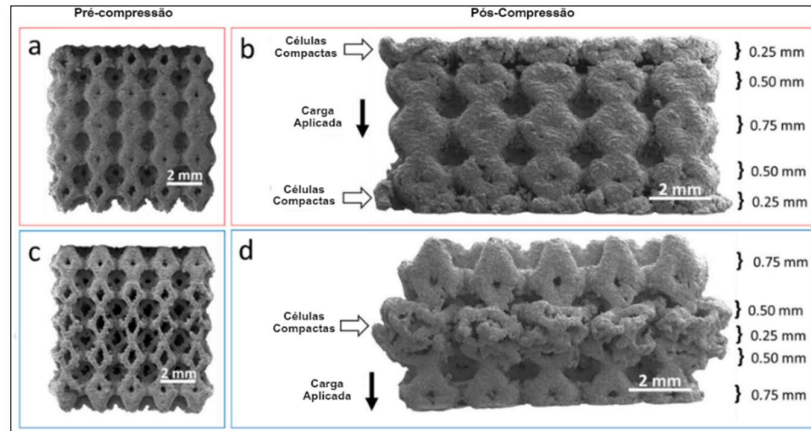 Pré-compressão
Pós-Compressão
a
2 mm
b
Células
Compactas
Carga
Aplicada
Células
Compactas
2 mm
} 0.25 mm
} 0.50 mm
} 0.75 mm
} 0.50 mm
} 0.25 mm
c
2 mm
d
Células
Compactas
Carga
Aplicada
2 mm
} 0.75 mm
} 0.50 mm
} 0.25 mm
} 0.50 mm
} 0.75 mm